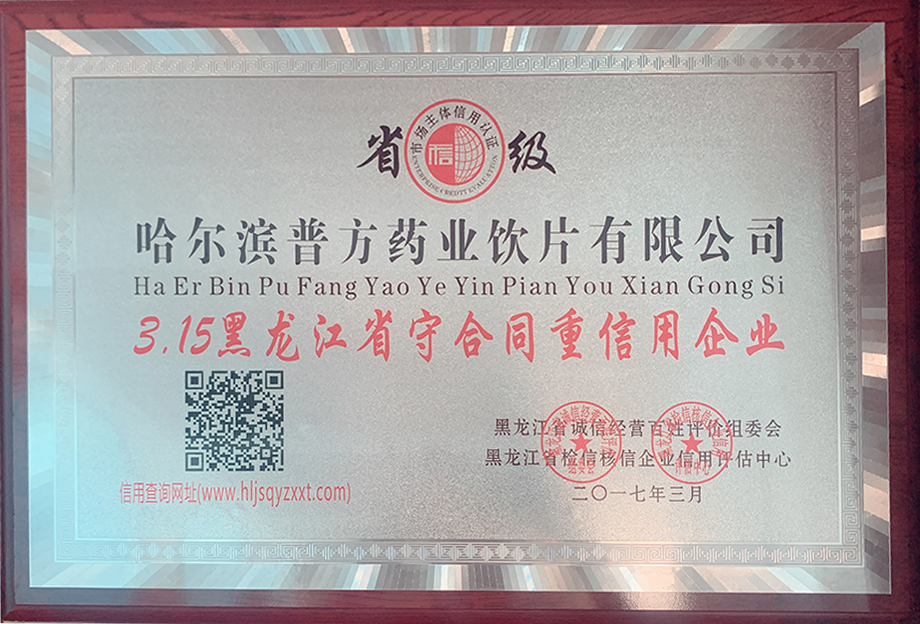 省 级
市场主体信用认证
信
ENTERPRISE CREDIT EVALUATION
哈尔滨普方药业饮片有限公司
Ha Er Bin Pu Fang Yao Ye Yin Pian You Xian Gong Si
3.15黑龙江省守合同重信用企业
黑龙江省诚信经营百姓评价组委会
黑龙江省检信核信企业信用评估中心
二〇一七年三月
信用查询网址(www.hljsqyzxxt.com)